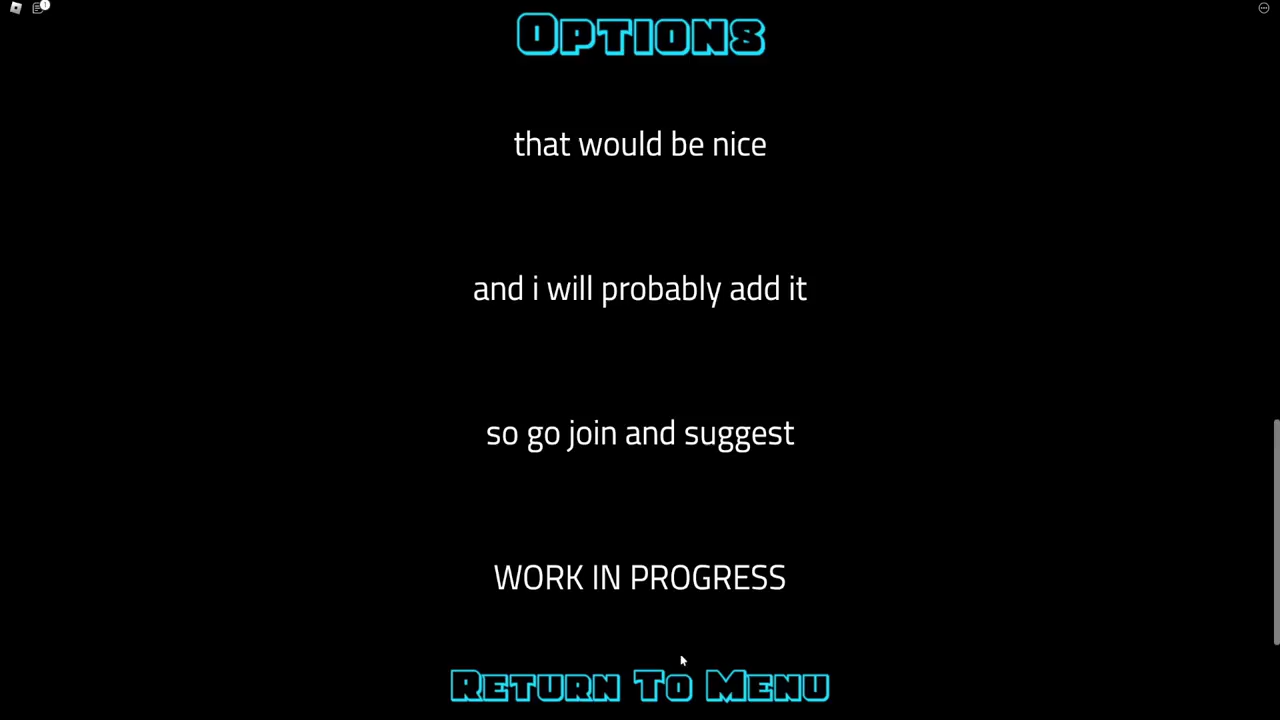 1
Options
that would be nice
and i will probably add it
so go join and suggest
WORK IN PROGRESS
Return To Menu